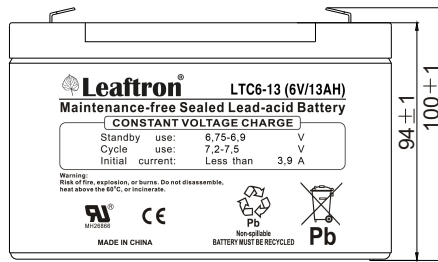 Leaftron®
LTC6-13 (6V/13AH)
Maintenance-free Sealed Lead-acid Battery
CONSTANT VOLTAGE CHARGE
Standby use: 6,75-6,9 V
Cycle use: 7,2-7,5 V
Initial current: Less than 3,9 A
Warning:
Risk of fire, explosion, or burns. Do not disassemble,
heat above the 60°C, or incinerate.
MH26866
CE
MADE IN CHINA
Pb
Non-spillable
BATTERY MUST BE RECYCLED
Pb
94±1
100±1